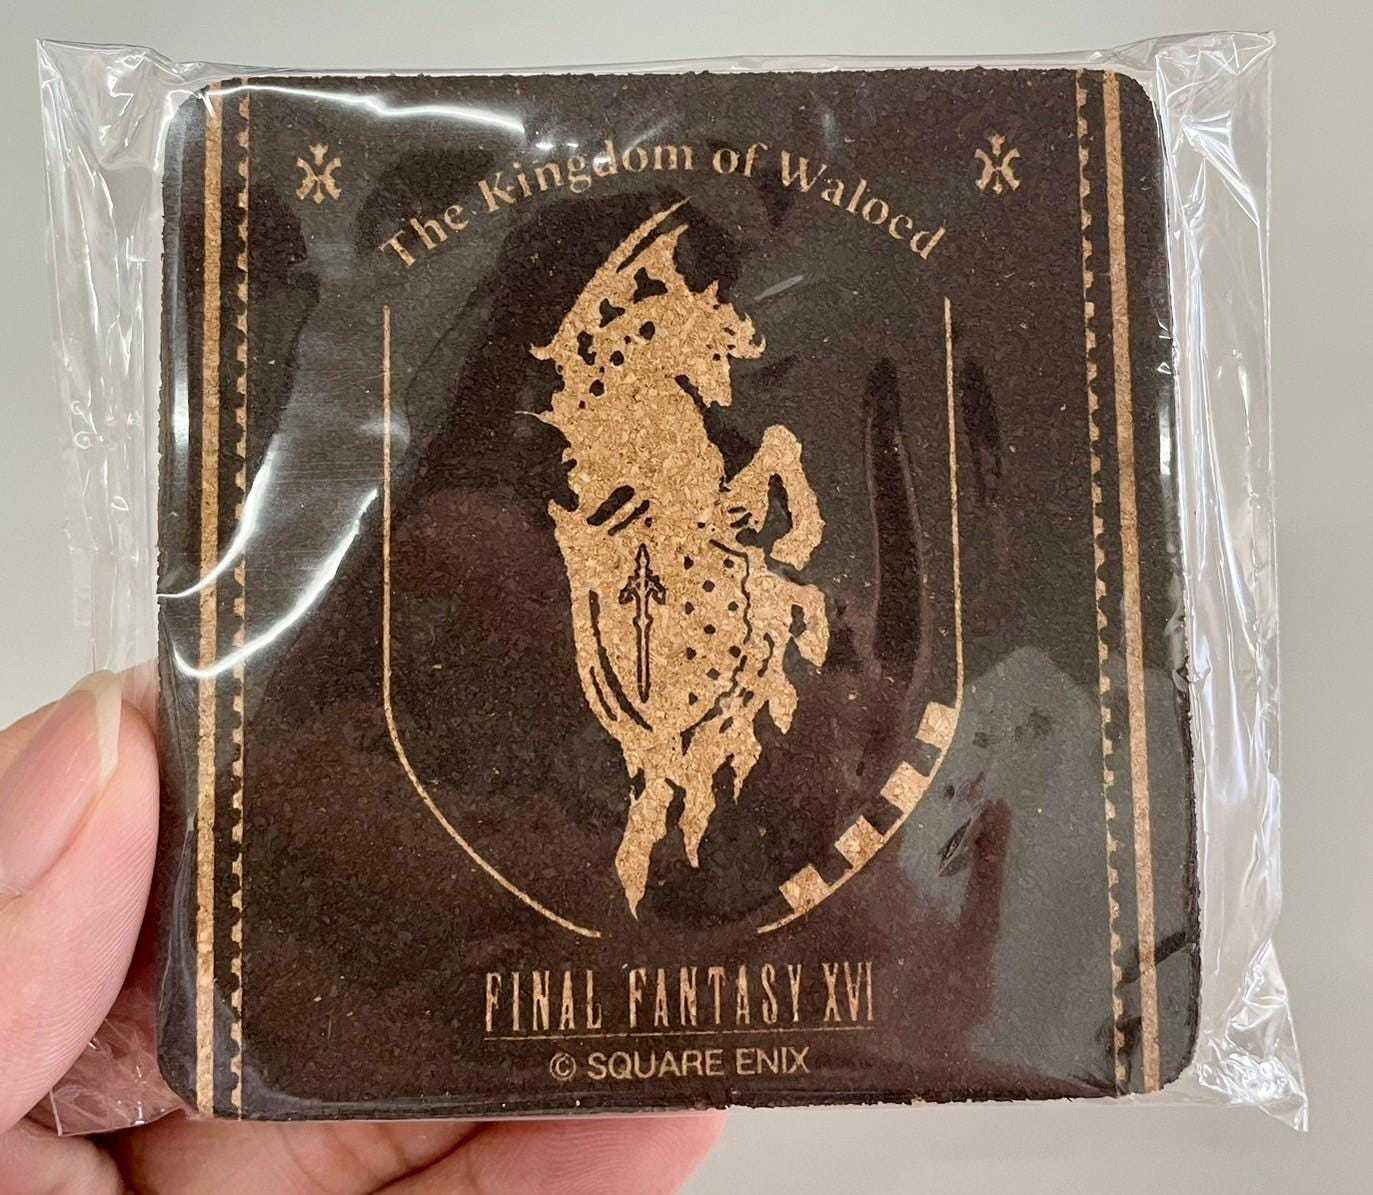 The Kingdom of Waloed
FINAL FANTASY XVI
© SQUARE ENIX